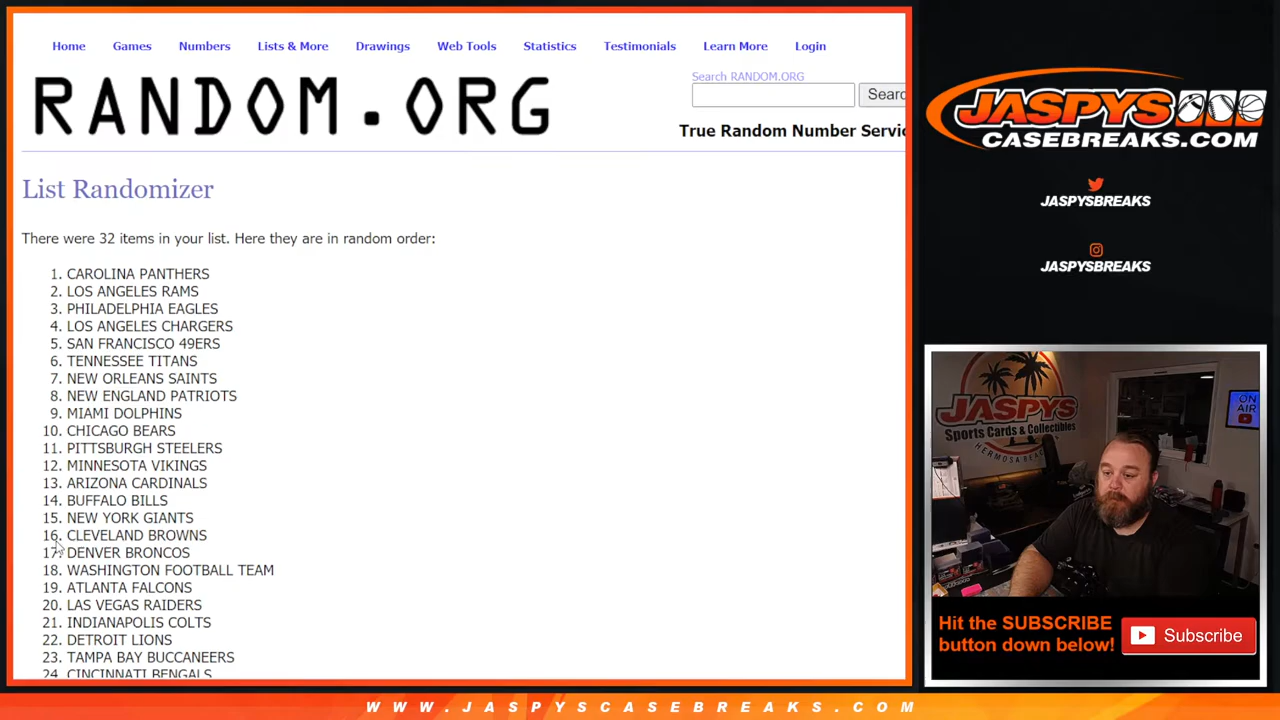 Home Games Numbers Lists & More Drawings Web Tools Statistics Testimonials Learn More Login
RANDOM.ORG
Search RANDOM.ORG
Searc
True Random Number Servic
List Randomizer
There were 32 items in your list. Here they are in random order:
1. CAROLINA PANTHERS
2. LOS ANGELES RAMS
3. PHILADELPHIA EAGLES
4. LOS ANGELES CHARGERS
5. SAN FRANCISCO 49ERS
6. TENNESSEE TITANS
7. NEW ORLEANS SAINTS
8. NEW ENGLAND PATRIOTS
9. MIAMI DOLPHINS
10. CHICAGO BEARS
11. PITTSBURGH STEELERS
12. MINNESOTA VIKINGS
13. ARIZONA CARDINALS
14. BUFFALO BILLS
15. NEW YORK GIANTS
16. CLEVELAND BROWNS
17. DENVER BRONCOS
18. WASHINGTON FOOTBALL TEAM
19. ATLANTA FALCONS
20. LAS VEGAS RAIDERS
21. INDIANAPOLIS COLTS
22. DETROIT LIONS
23. TAMPA BAY BUCCANEERS
24. CINCINNATI BENGALS
JASPYS
CASEBREAKS.COM
JASPYSBREAKS
JASPYSBREAKS
JASPYS
Sports Cards & Collectibles
HERMOSA BEACH
ON AIR
Hit the SUBSCRIBE
button down below!
Subscribe
WWW.JASPYSCASEBREAKS.COM